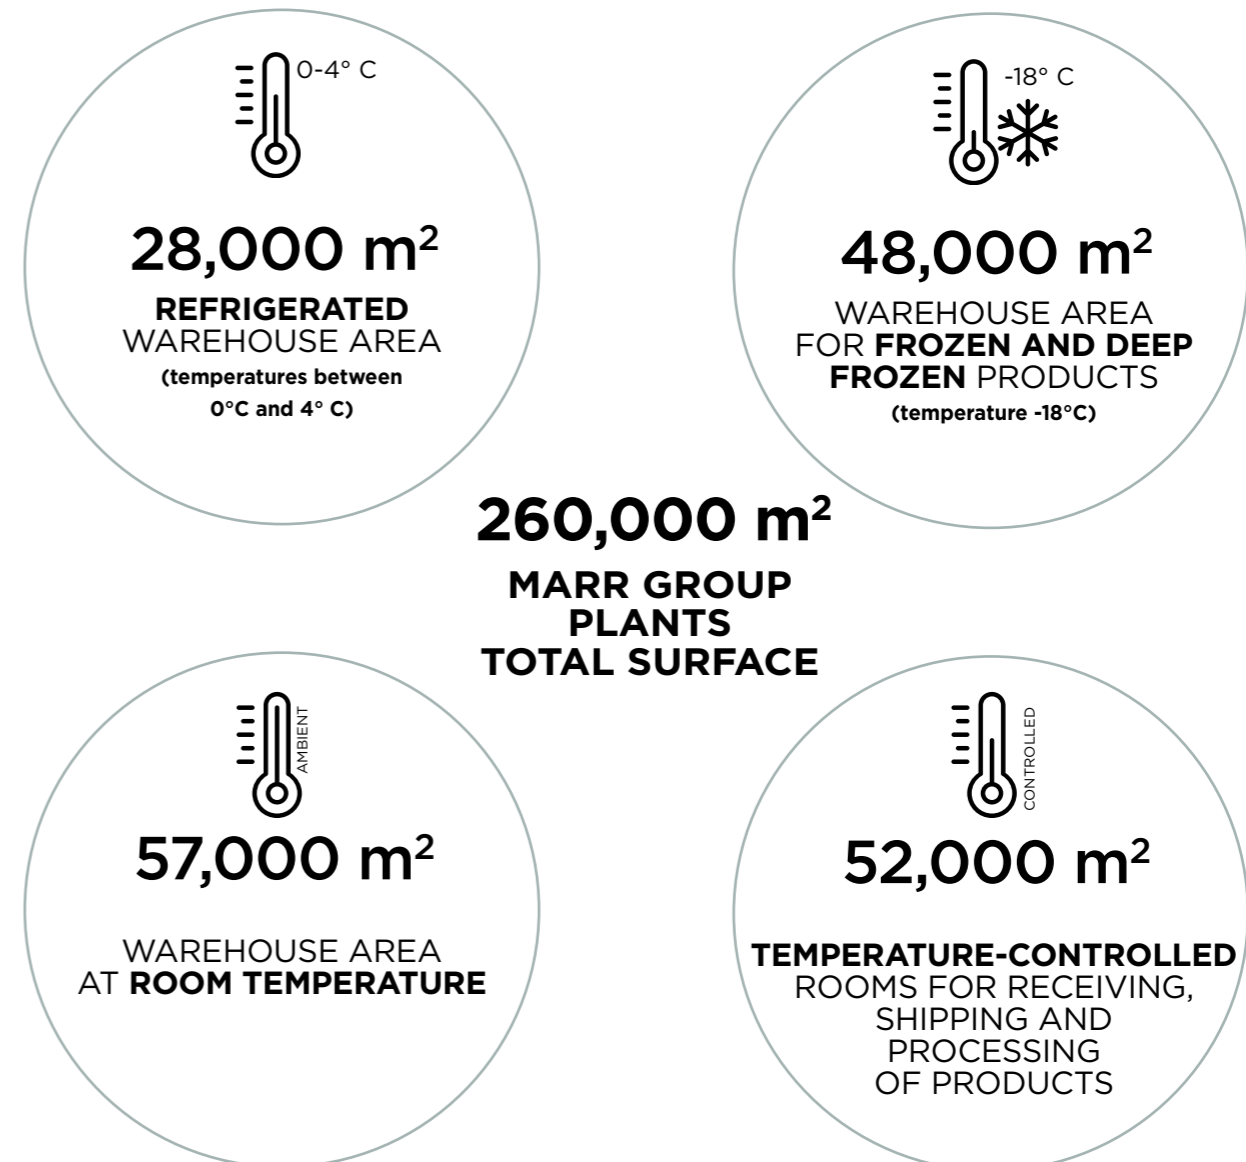 0-4° C
28,000 m²
REFRIGERATED
WAREHOUSE AREA
(temperatures between
0°C and 4° C)
-18° C
48,000 m²
WAREHOUSE AREA
FOR FROZEN AND DEEP
FROZEN PRODUCTS
(temperature -18°C)
260,000 m²
MARR GROUP
PLANTS
TOTAL SURFACE
AMBIENT
57,000 m²
WAREHOUSE AREA
AT ROOM TEMPERATURE
CONTROLLED
52,000 m²
TEMPERATURE-CONTROLLED
ROOMS FOR RECEIVING,
SHIPPING AND
PROCESSING
OF PRODUCTS